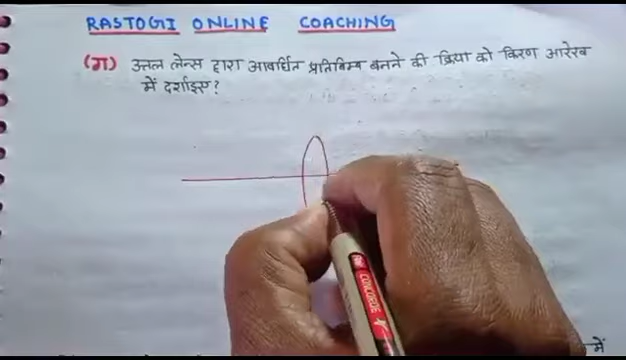 RASTOGI ONLINE COACHING
(ग) उत्तल लेन्स द्वारा आवर्धित प्रतिबिम्ब बनने की क्रिया को किरण आरेख
में दर्शाइए?
CONCORDE
में